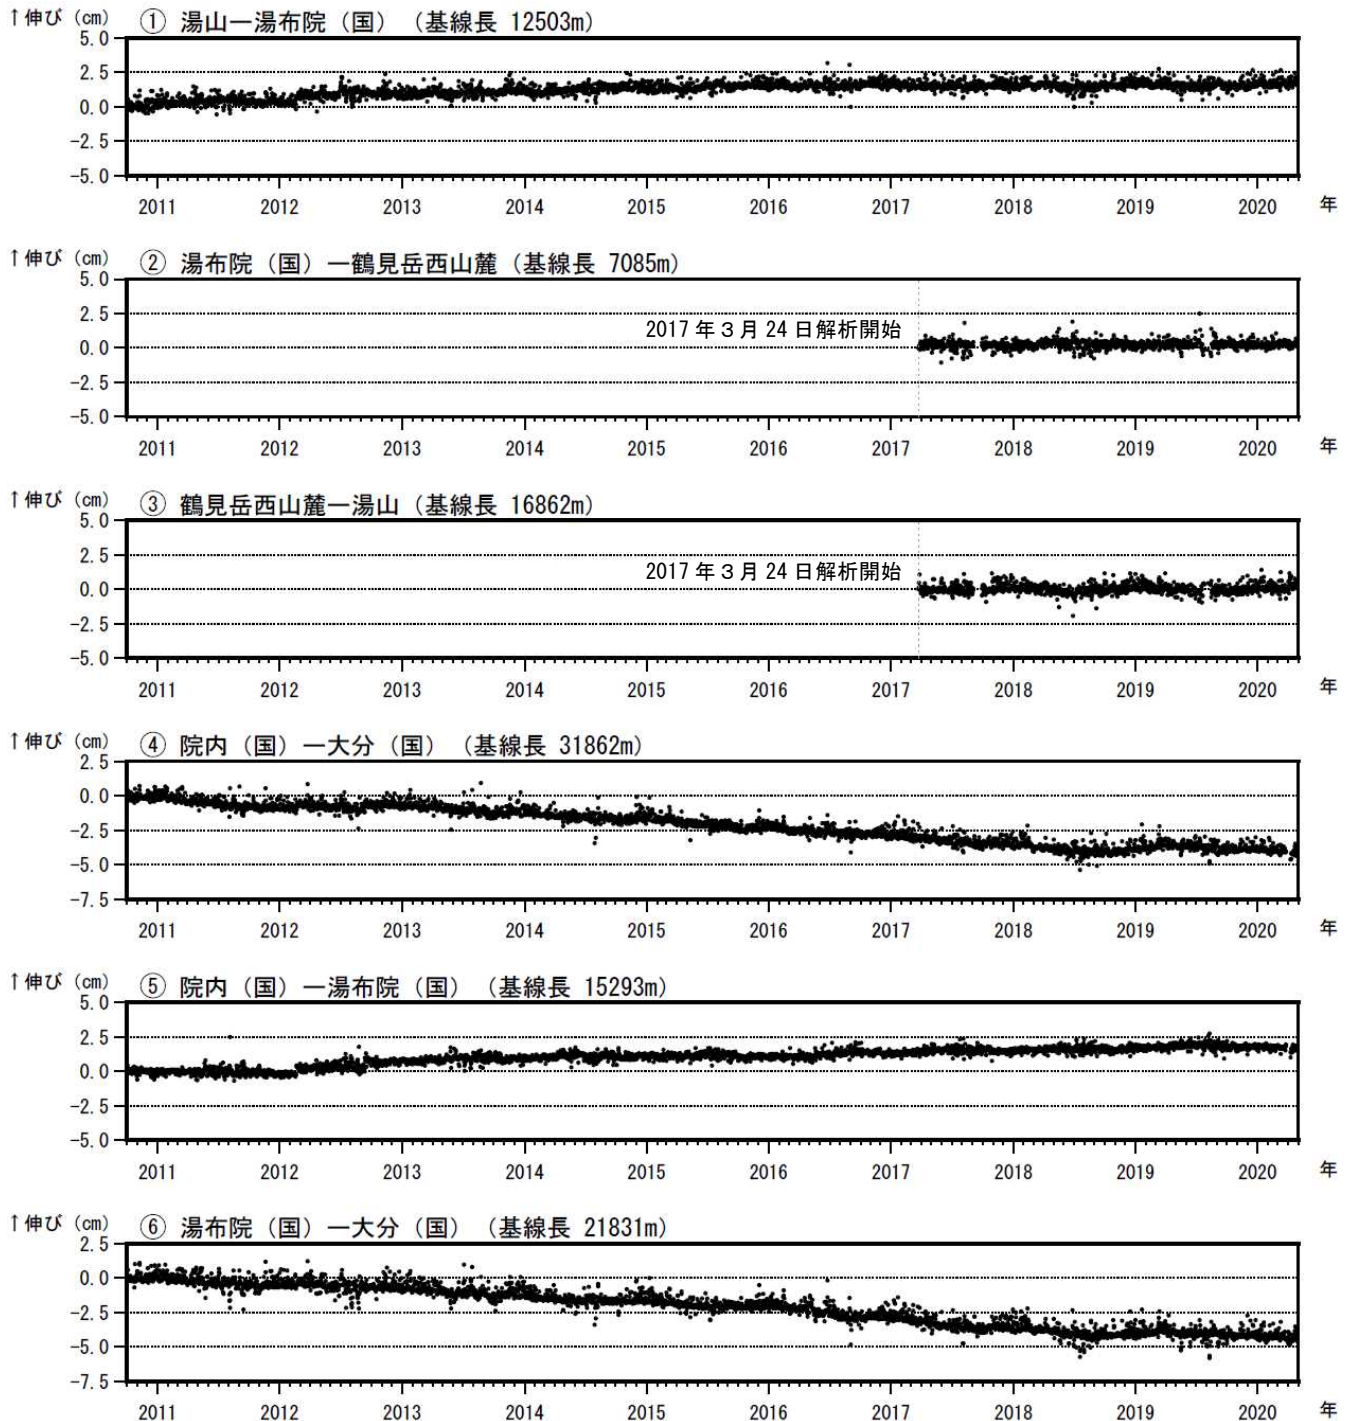 ↑伸び (cm) ① 湯山ー湯布院（国）（基線長 12503m）
5.0
2.5
0.0
-2.5
-5.0
2011 2012 2013 2014 2015 2016 2017 2018 2019 2020 年
↑伸び (cm) ② 湯布院（国）ー鶴見岳西山麓（基線長 7085m）
5.0
2.5
2017年３月24日解析開始
0.0
-2.5
-5.0
2011 2012 2013 2014 2015 2016 2017 2018 2019 2020 年
↑伸び (cm) ③ 鶴見岳西山麓ー湯山（基線長 16862m）
5.0
2.5
2017年３月24日解析開始
0.0
-2.5
-5.0
2011 2012 2013 2014 2015 2016 2017 2018 2019 2020 年
↑伸び (cm) ④ 院内（国）ー大分（国）（基線長 31862m）
2.5
0.0
-2.5
-5.0
-7.5
2011 2012 2013 2014 2015 2016 2017 2018 2019 2020 年
↑伸び (cm) ⑤ 院内（国）ー湯布院（国）（基線長 15293m）
5.0
2.5
0.0
-2.5
-5.0
2011 2012 2013 2014 2015 2016 2017 2018 2019 2020 年
↑伸び (cm) ⑥ 湯布院（国）ー大分（国）（基線長 21831m）
2.5
0.0
-2.5
-5.0
-7.5
2011 2012 2013 2014 2015 2016 2017 2018 2019 2020 年